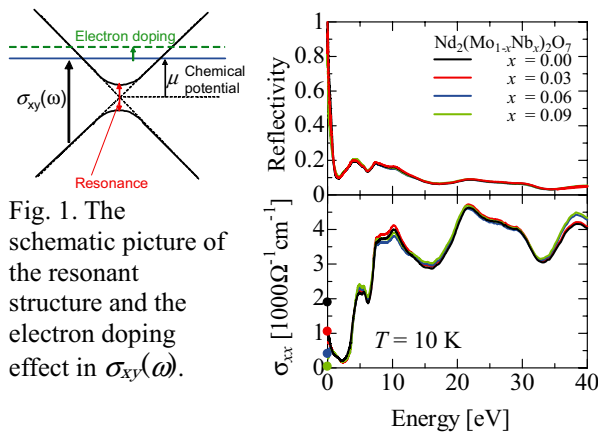 Electron doping
μ
Chemical
potential
σxy(ω)
Resonance
Fig. 1. The
schematic picture of
the resonant
structure and the
electron doping
effect in σxy(ω).
Reflectivity
1
0.8
0.6
0.4
0.2
Nd2(Mo1-xNbx)2O7
x = 0.00
x = 0.03
x = 0.06
x = 0.09
σxx [1000Ω-1cm-1]
5
4
3
2
1
0
T = 10 K
0 10 20 30 40
Energy [eV]